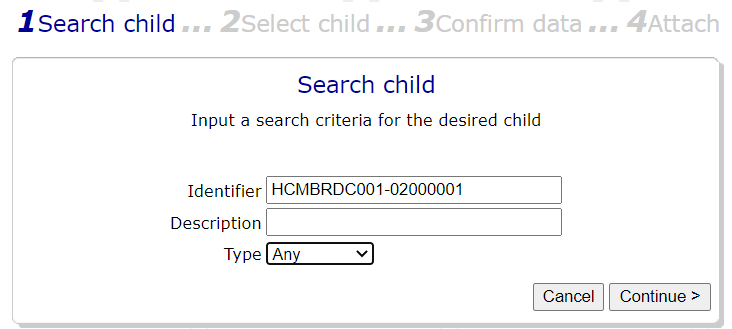 1Search child ... 2Select child ... 3Confirm data ... 4Attach
Search child
Input a search criteria for the desired child
Identifier HCMBRDC001-02000001
Description
Type Any
Cancel Continue >